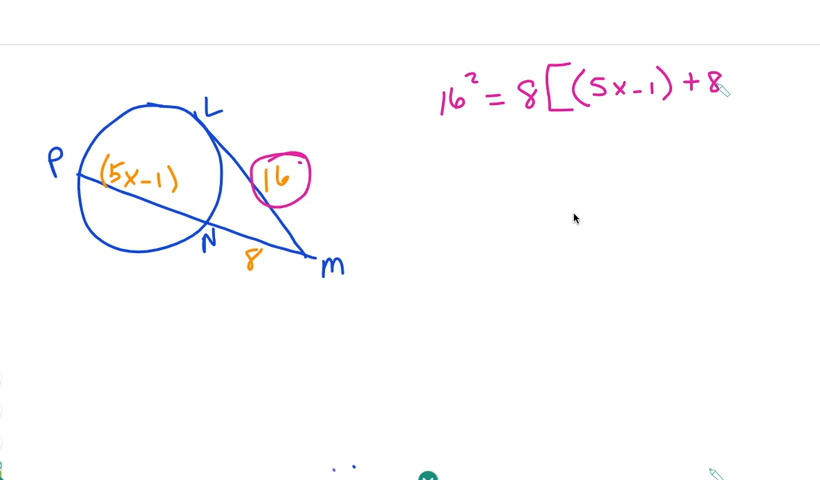 16² = 8[(5x-1)+8
L
P
(5x-1)
16
N
8
M